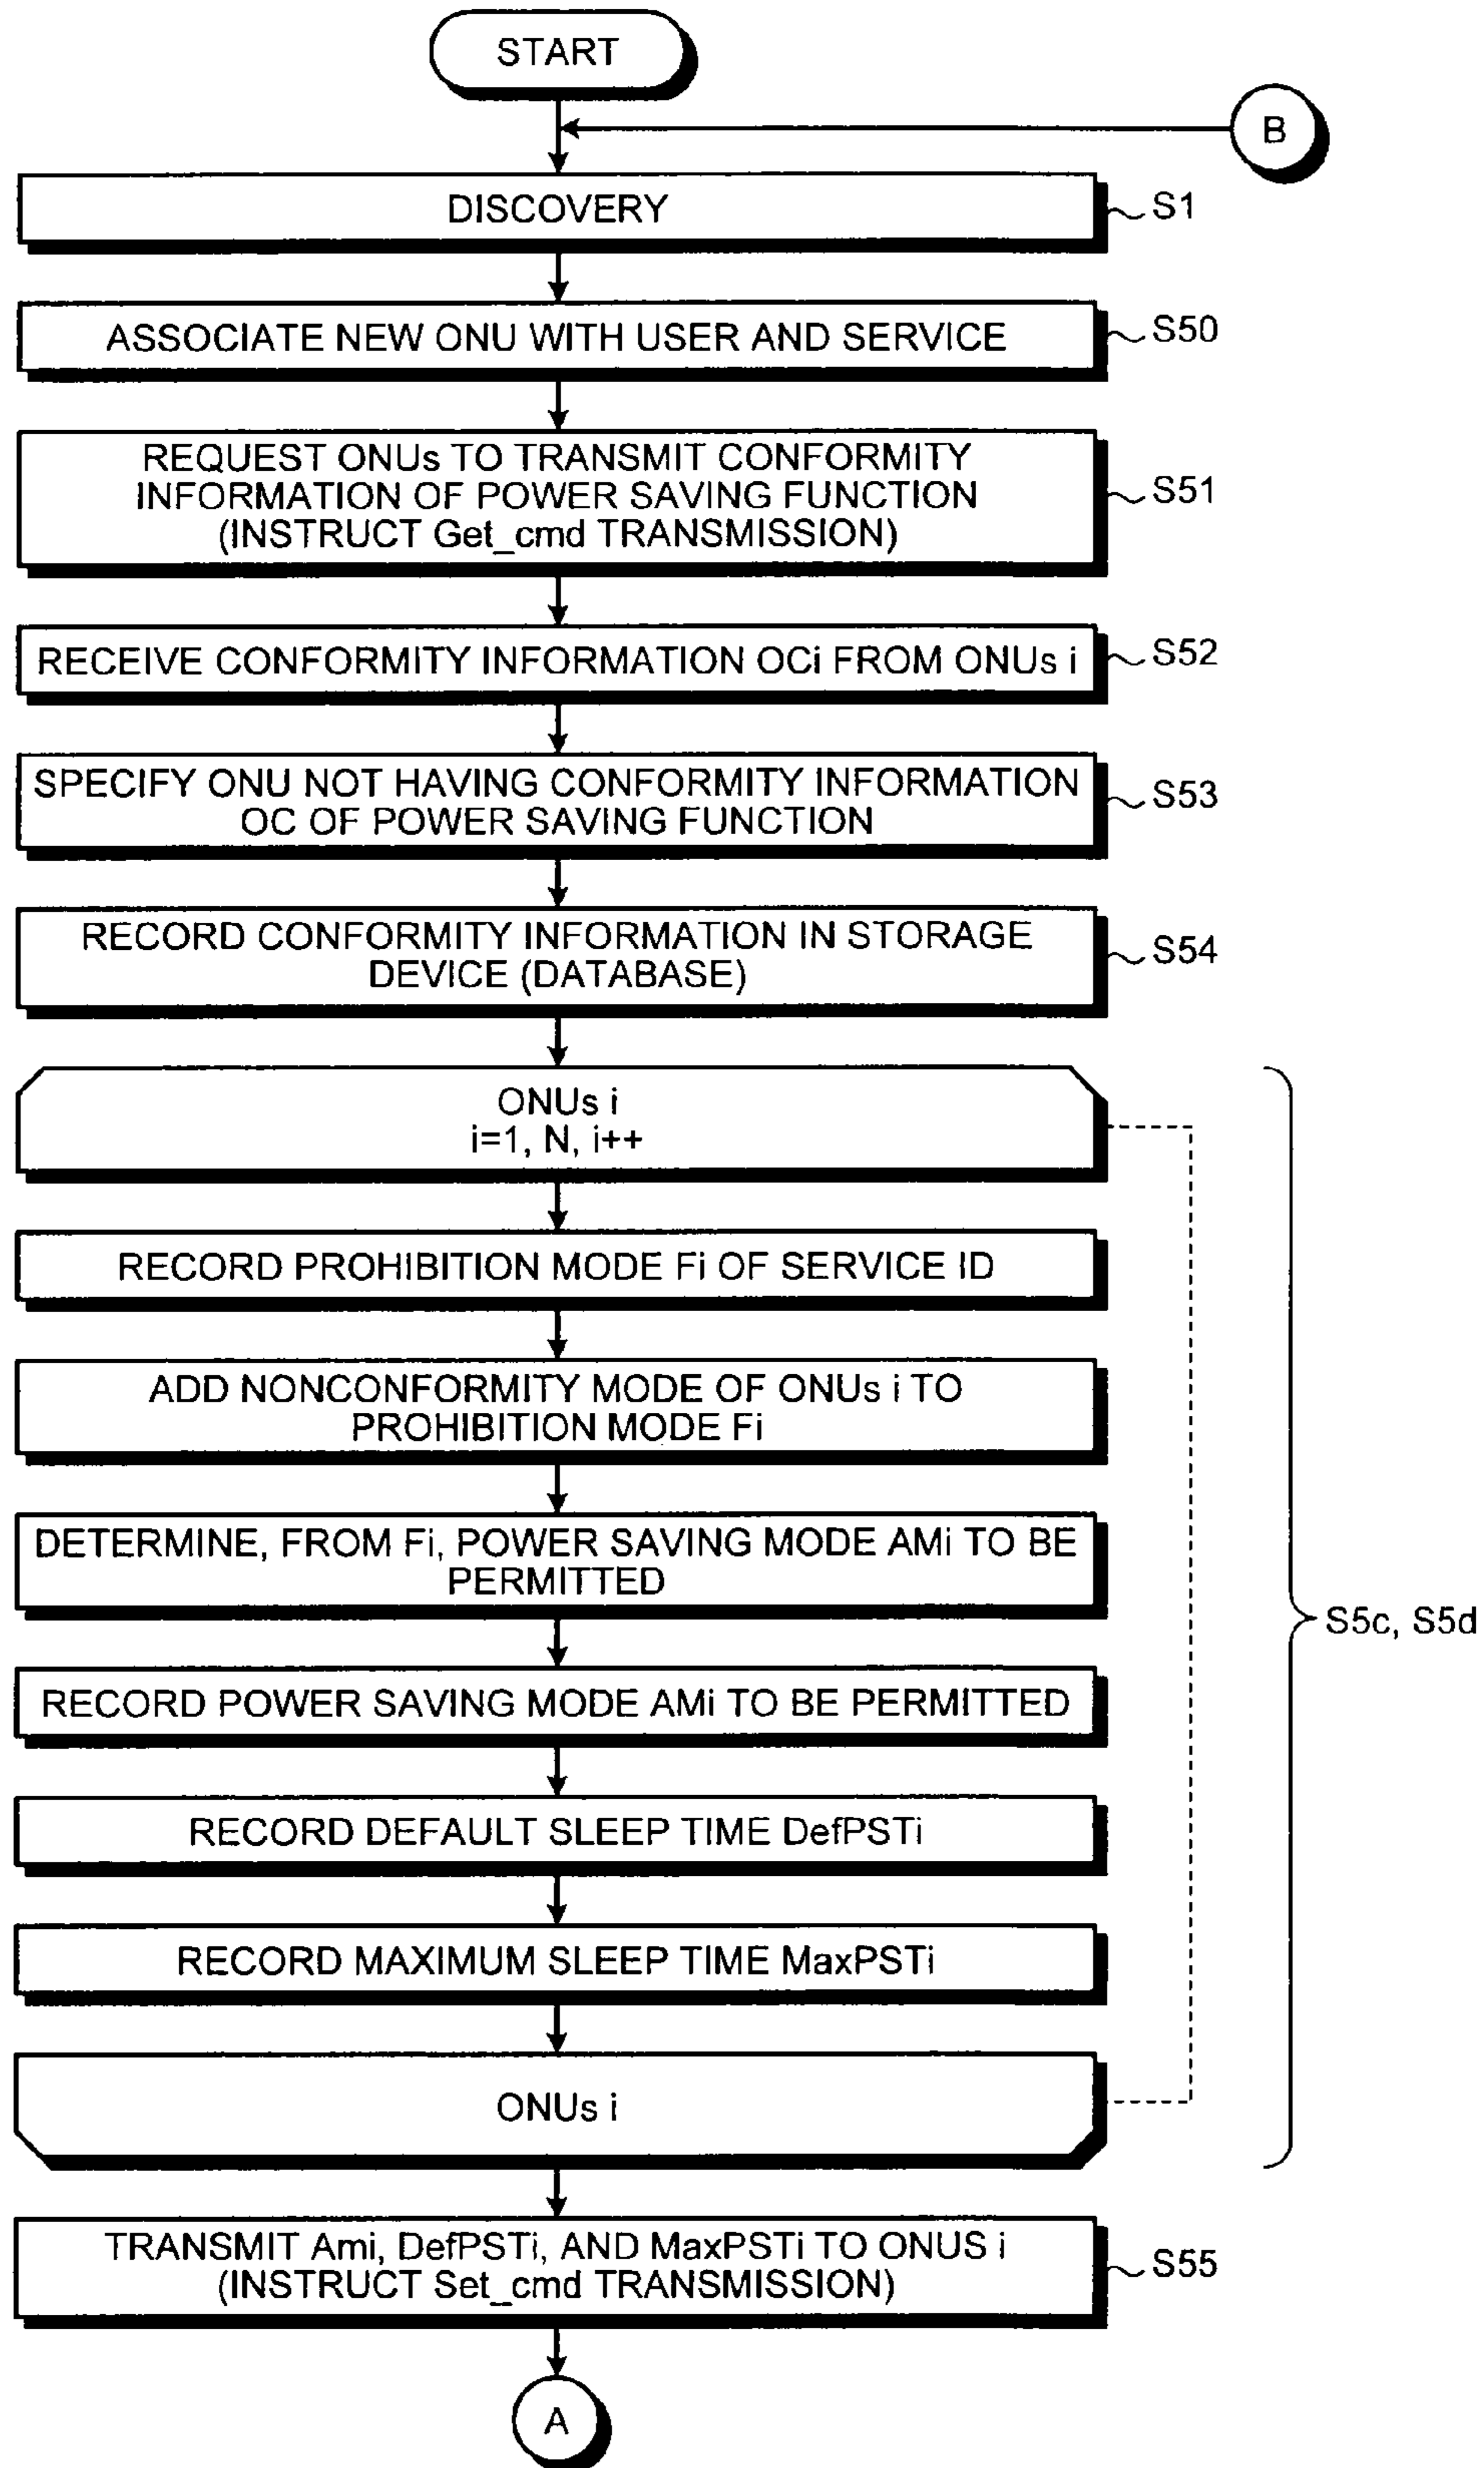 START
B
DISCOVERY
S1
ASSOCIATE NEW ONU WITH USER AND SERVICE
S50
REQUEST ONUs TO TRANSMIT CONFORMITY
INFORMATION OF POWER SAVING FUNCTION
(INSTRUCT Get_cmd TRANSMISSION)
S51
RECEIVE CONFORMITY INFORMATION OCi FROM ONUs i
S52
SPECIFY ONU NOT HAVING CONFORMITY INFORMATION
OC OF POWER SAVING FUNCTION
S53
RECORD CONFORMITY INFORMATION IN STORAGE
DEVICE (DATABASE)
S54
ONUs i
i=1, N, i++
RECORD PROHIBITION MODE Fi OF SERVICE ID
ADD NONCONFORMITY MODE OF ONUs i TO
PROHIBITION MODE Fi
DETERMINE, FROM Fi, POWER SAVING MODE AMi TO BE
PERMITTED
S5c, S5d
RECORD POWER SAVING MODE AMi TO BE PERMITTED
RECORD DEFAULT SLEEP TIME DefPSTi
RECORD MAXIMUM SLEEP TIME MaxPSTi
ONUs i
TRANSMIT Ami, DefPSTi, AND MaxPSTi TO ONUS i
(INSTRUCT Set_cmd TRANSMISSION)
S55
A